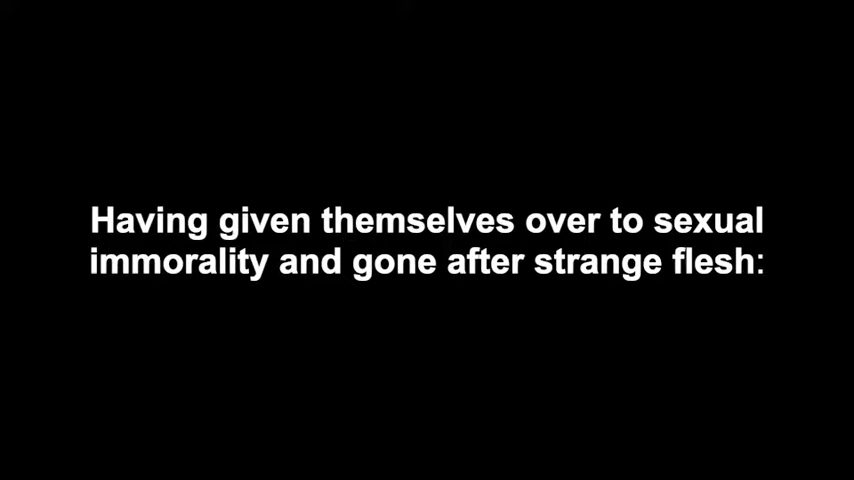 Having given themselves over to sexual
immorality and gone after strange flesh: